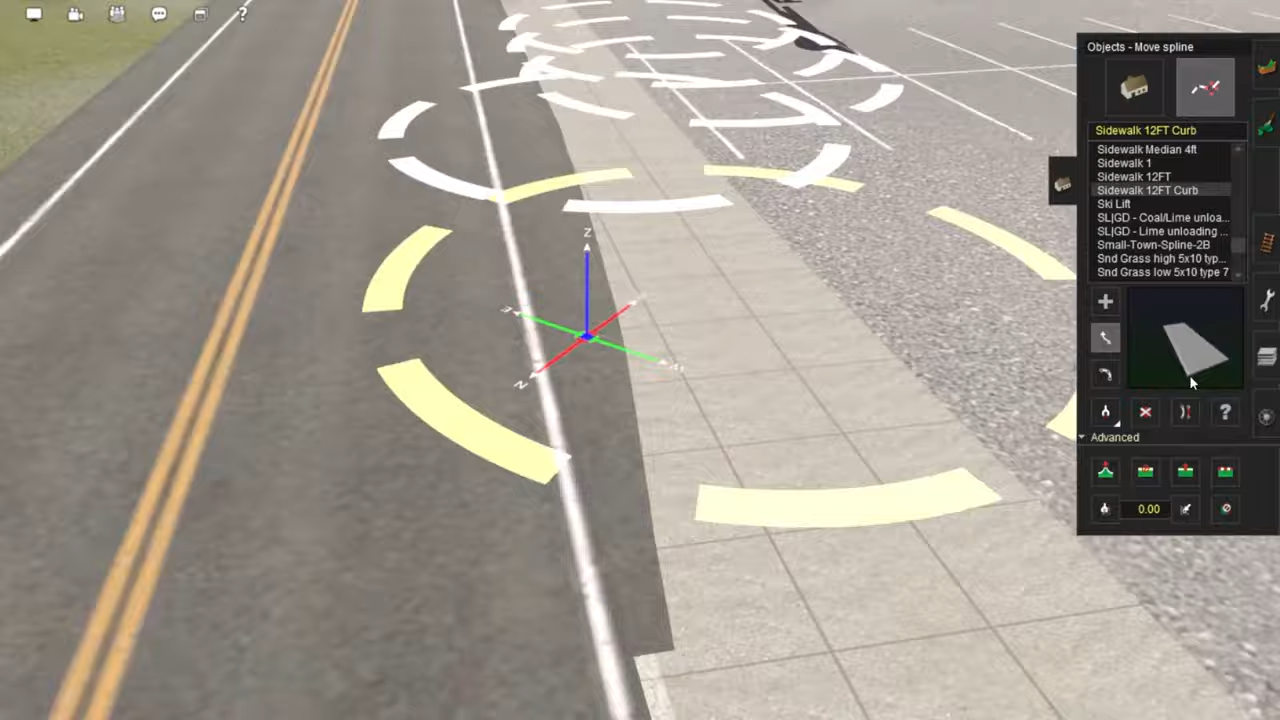 ?
Objects - Move spline
Sidewalk 12FT Curb
Sidewalk Median 4ft
Sidewalk 1
Sidewalk 12FT
Sidewalk 12FT Curb
Ski Lift
SL|GD - Coal/Lime unloa...
SL|GD - Lime unloading ...
Small-Town-Spline-2B
Snd Grass high 5x10 typ...
Snd Grass low 5x10 type 7
?
Advanced
0.00
Z